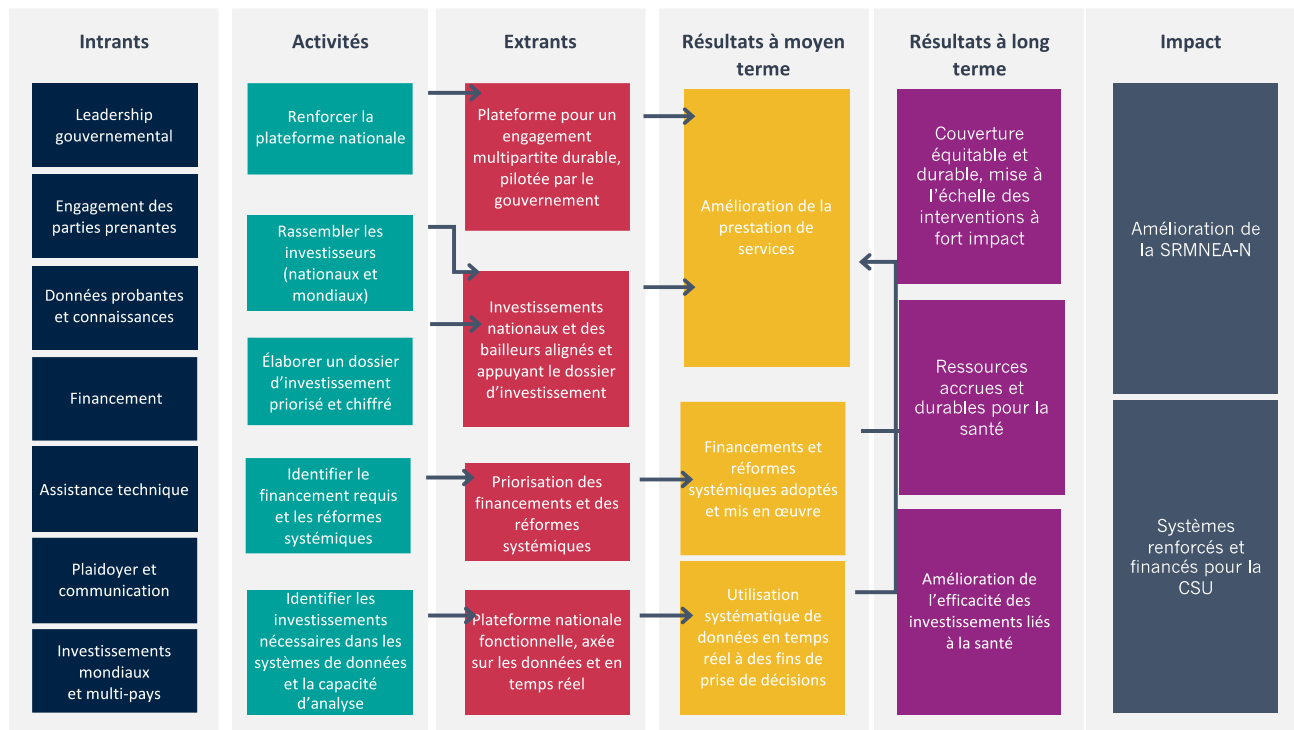 Intrants
Leadership
gouvernemental
Engagement des
parties prenantes
Données probantes
et connaissances
Financement
Assistance technique
Plaidoyer et
communication
Investissements
mondiaux
et multi-pays
Activités
Renforcer la
plateforme nationale
Rassembler les
investisseurs
(nationaux et
mondiaux)
Élaborer un dossier
d’investissement
priorisé et chiffré
Identifier le
financement requis
et les réformes
systémiques
Identifier les
investissements
nécessaires dans les
systèmes de données
et la capacité
d’analyse
Extrants
Plateforme pour un
engagement
multipartite durable,
pilotée par le
gouvernement
Investissements
nationaux et des
bailleurs alignés et
appuyant le dossier
d’investissement
Priorisation des
financements et des
réformes
systémiques
Plateforme nationale
fonctionnelle, axée
sur les données et en
temps réel
Résultats à moyen
terme
Amélioration de la
prestation de
services
Financements et
réformes
systémiques adoptés
et mis en œuvre
Utilisation
systématique de
données en temps
réel à des fins de
prise de décisions
Résultats à long
terme
Couverture
équitable et
durable, mise à
l’échelle des
interventions à
fort impact
Ressources
accrues et
durables pour la
santé
Amélioration de
l’efficacité des
investissements liés
à la santé
Impact
Amélioration de
la SRMNEA-N
Systèmes
renforcés et
financés pour la
CSU